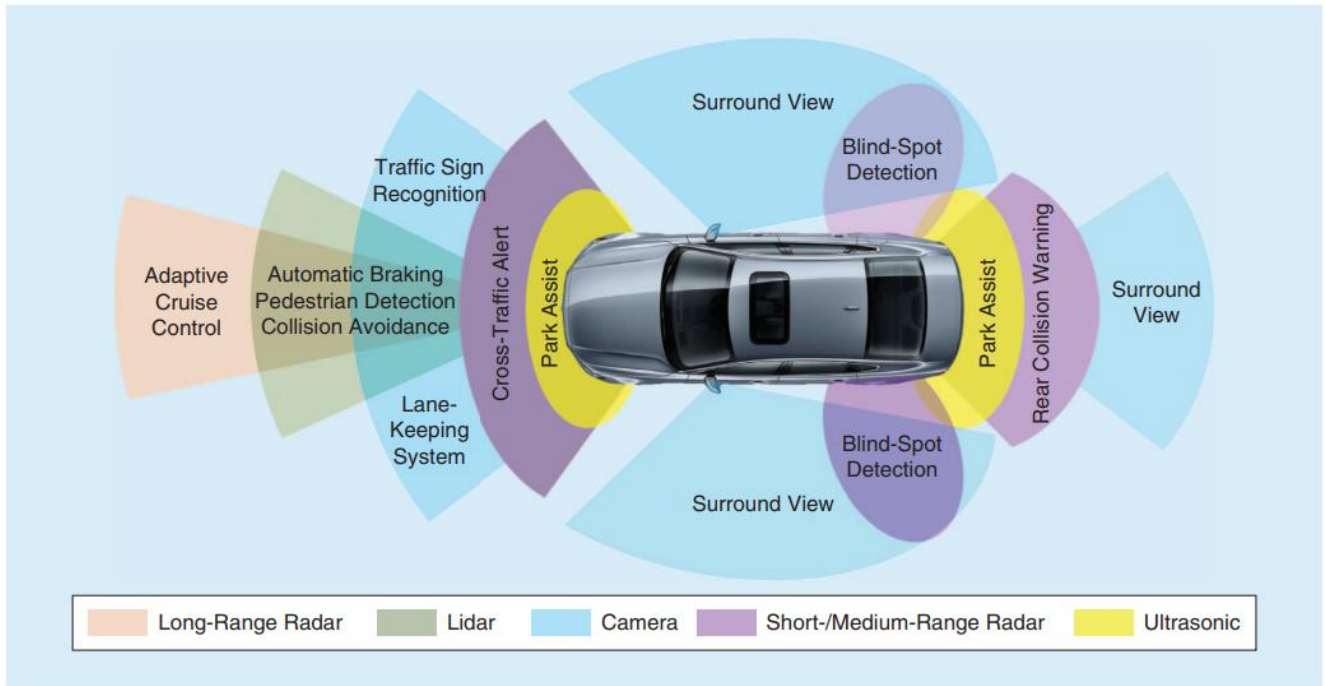 Surround View
Blind-Spot
Detection
Traffic Sign
Recognition
Adaptive
Cruise
Control
Automatic Braking
Pedestrian Detection
Collision Avoidance
Cross-Traffic Alert
Park Assist
Park Assist
Rear Collision Warning
Surround
View
Lane-
Keeping
System
Blind-Spot
Detection
Surround View
Long-Range Radar
Lidar
Camera
Short-/Medium-Range Radar
Ultrasonic